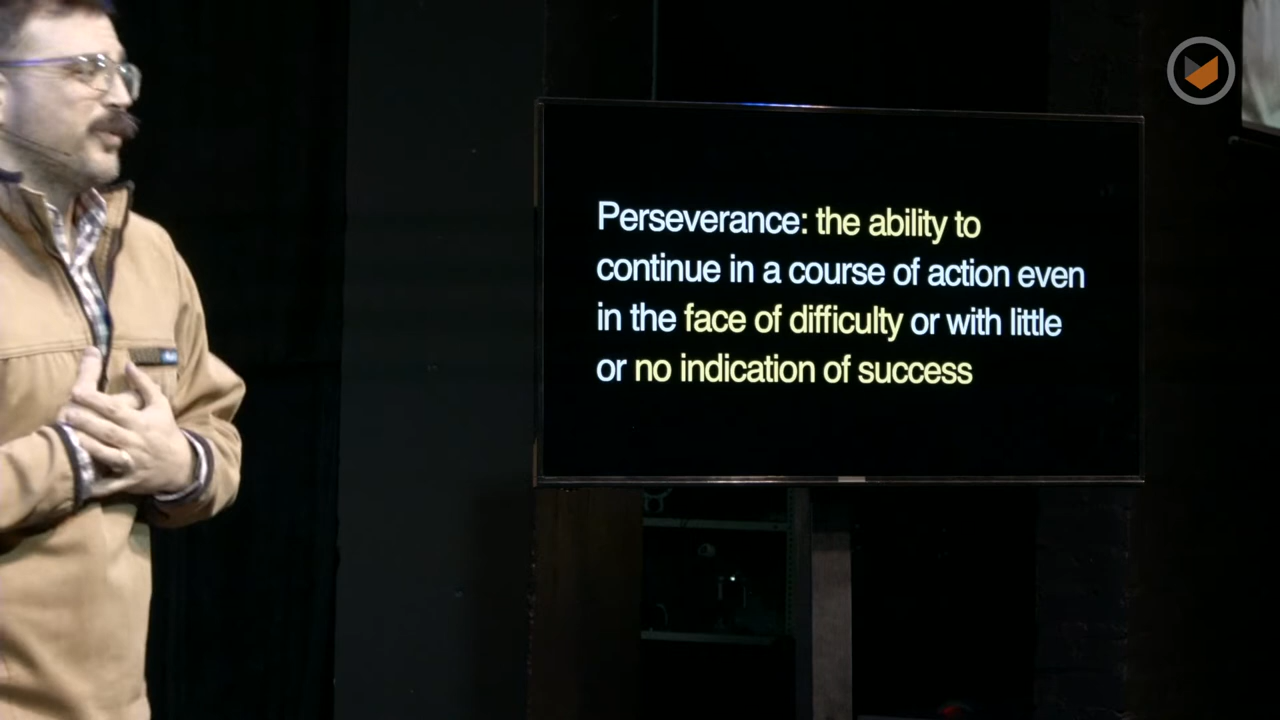 Perseverance: the ability to
continue in a course of action even
in the face of difficulty or with little
or no indication of success